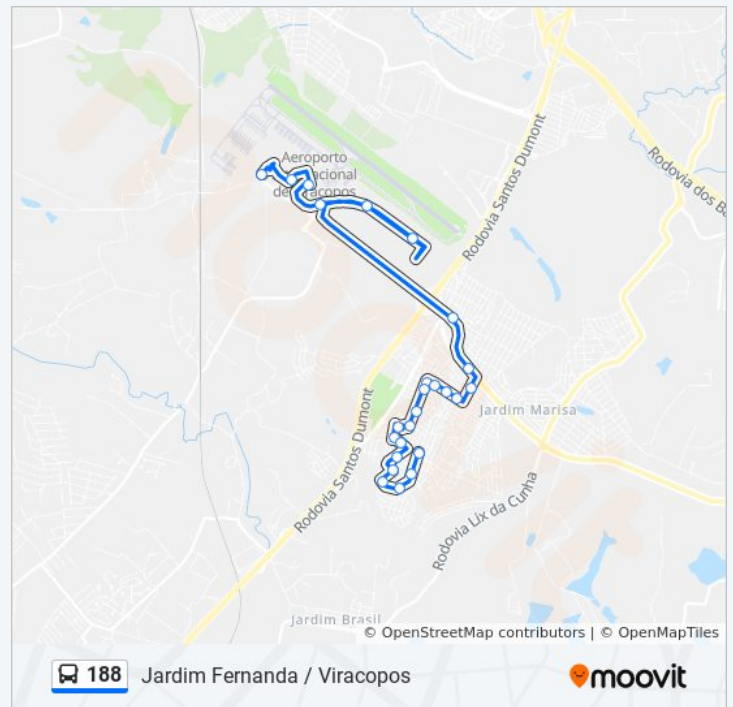 Aeroporto
nacional
de Viracopos
Rodovia Santos Dumont
Rodovia dos Ba
Jardim Marisa
Rodovia Santos Dumont
Rodovia Lix da Cunha
Jardim Brasil
© OpenStreetMap contributors | © OpenMapTiles
188 Jardim Fernanda / Viracopos
moovit